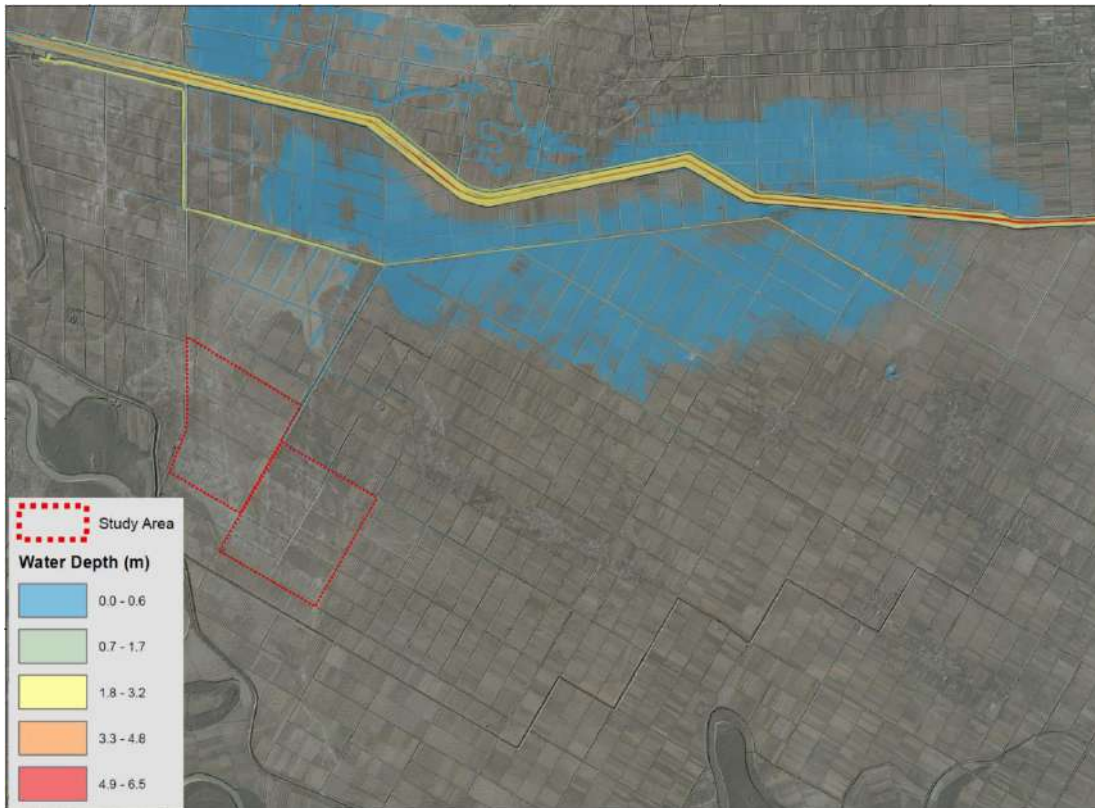 Study Area
Water Depth (m)
0.0 - 0.6
0.7 - 1.7
1.8 - 3.2
3.3 - 4.8
4.9 - 6.5